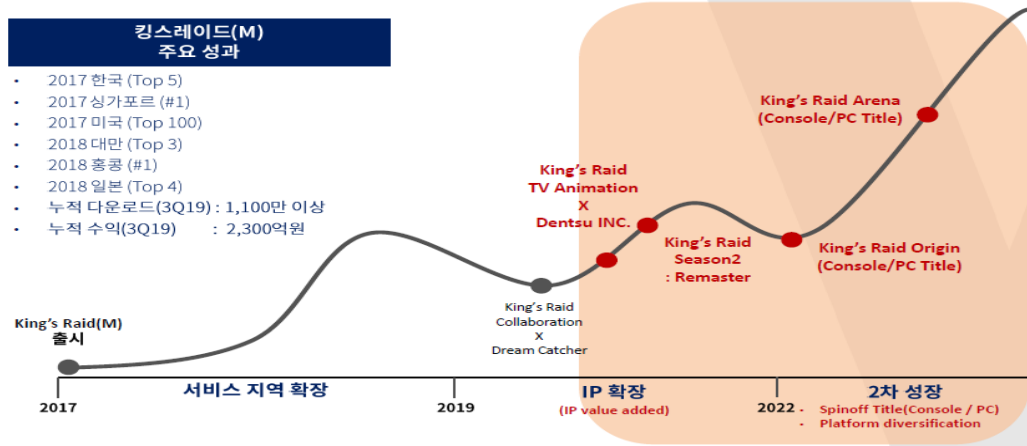 킹스레이드(M)
주요 성과
• 2017 한국 (Top 5)
• 2017 싱가포르 (#1)
• 2017 미국 (Top 100)
• 2018 대만 (Top 3)
• 2018 홍콩 (#1)
• 2018 일본 (Top 4)
• 누적 다운로드(3Q19) : 1,100만 이상
• 누적 수익(3Q19) : 2,300억원
King's Raid(M)
출시
King's Raid
Collaboration
X
Dream Catcher
King's Raid
TV Animation
X
Dentsu INC.
King's Raid
Season2
: Remaster
King's Raid Arena
(Console/PC Title)
King's Raid Origin
(Console/PC Title)
2017
서비스 지역 확장
2019
IP 확장
(IP value added)
2022
2차 성장
• Spinoff Title(Console / PC)
• Platform diversification